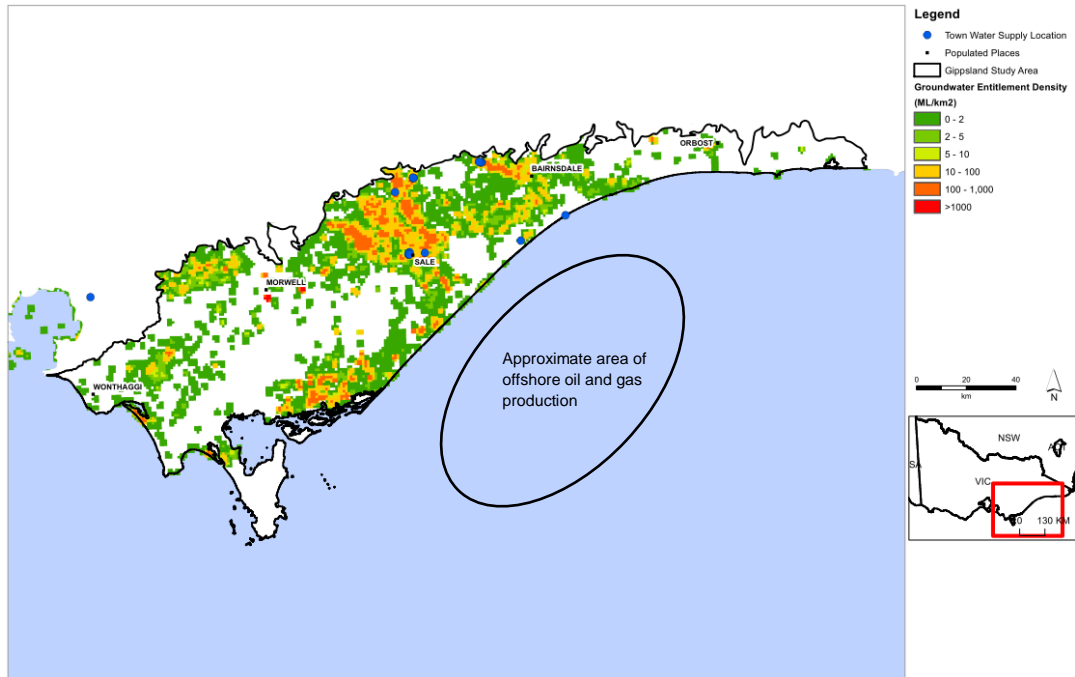 Legend
Town Water Supply Location
Populated Places
Gippsland Study Area
Groundwater Entitlement Density
(ML/km2)
0 - 2
2 - 5
5 - 10
10 - 100
100 - 1,000
>1000
ORBOST
BAIRNSDALE
SALE
MORWELL
WONTHAGGI
Approximate area of
offshore oil and gas
production
0 20 40
km
N
NSW
SA
VIC
130 KM